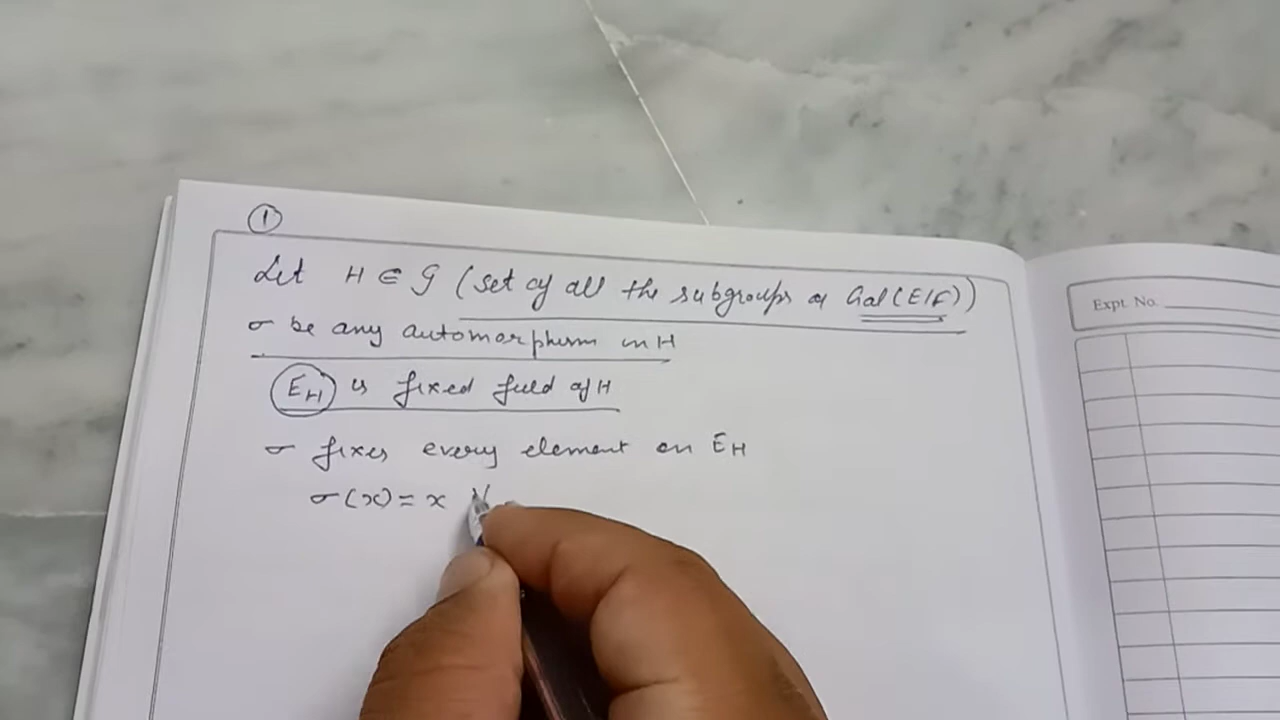 1
Let H ∈ G (set of all the subgroups of Gal(E/F))
σ be any automorphism in H
E_H is fixed field of H
σ fixes every element on E_H
σ(x) = x ∀
Expt. No.